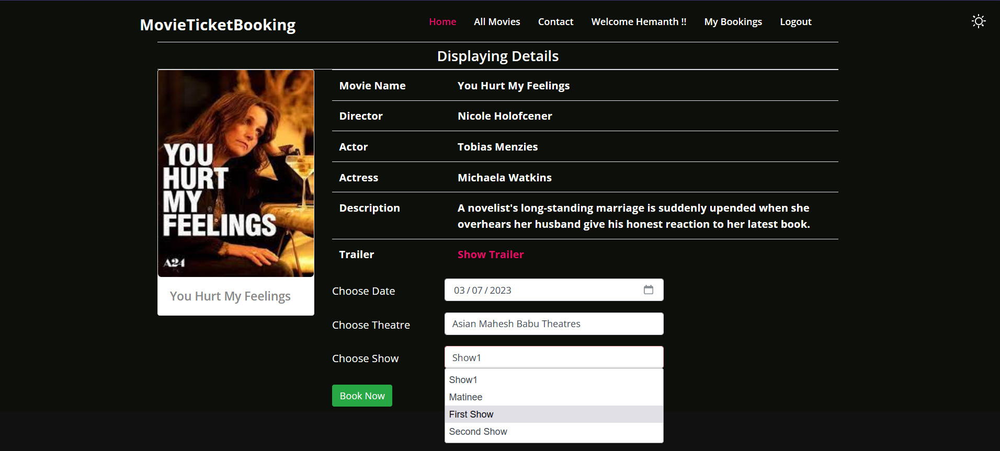 MovieTicketBooking
Home
All Movies
Contact
Welcome Hemanth !!
My Bookings
Logout
Displaying Details
YOU
HURT
MY
FEELINGS
A24
You Hurt My Feelings
Movie Name
You Hurt My Feelings
Director
Nicole Holofcener
Actor
Tobias Menzies
Actress
Michaela Watkins
Description
A novelist's long-standing marriage is suddenly upended when she
overhears her husband give his honest reaction to her latest book.
Trailer
Show Trailer
Choose Date
03/07/2023
Choose Theatre
Asian Mahesh Babu Theatres
Choose Show
Show1
Show1
Matinee
First Show
Second Show
Book Now